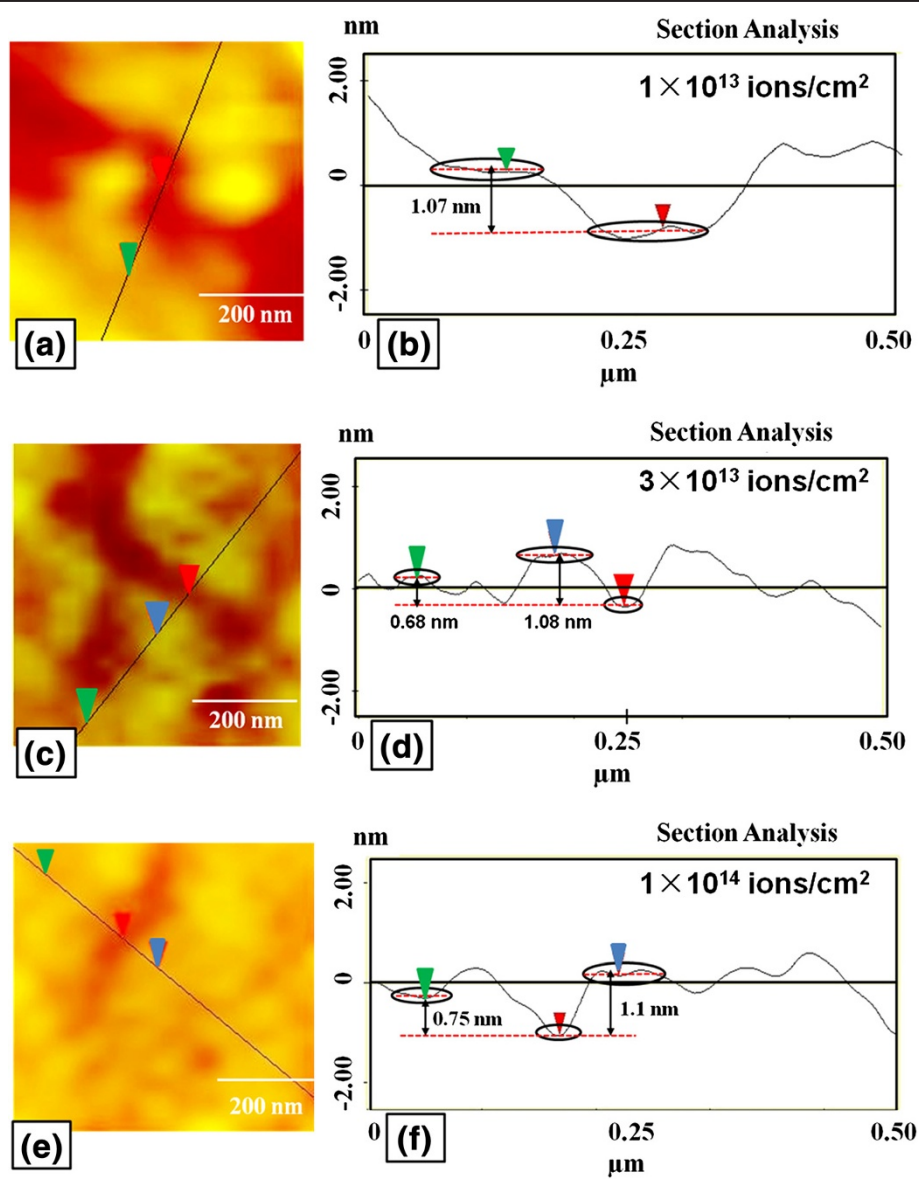 nm
Section Analysis
1×10¹³ ions/cm²
2.00
0
-2.00
1.07 nm
200 nm
(a)
0
(b)
0.25
0.50
µm
nm
Section Analysis
3×10¹³ ions/cm²
2.00
0
-2.00
0.68 nm
1.08 nm
200 nm
(c)
0
(d)
0.25
0.50
µm
nm
Section Analysis
1×10¹⁴ ions/cm²
2.00
0
-2.00
0.75 nm
1.1 nm
200 nm
(e)
0
(f)
0.25
0.50
µm